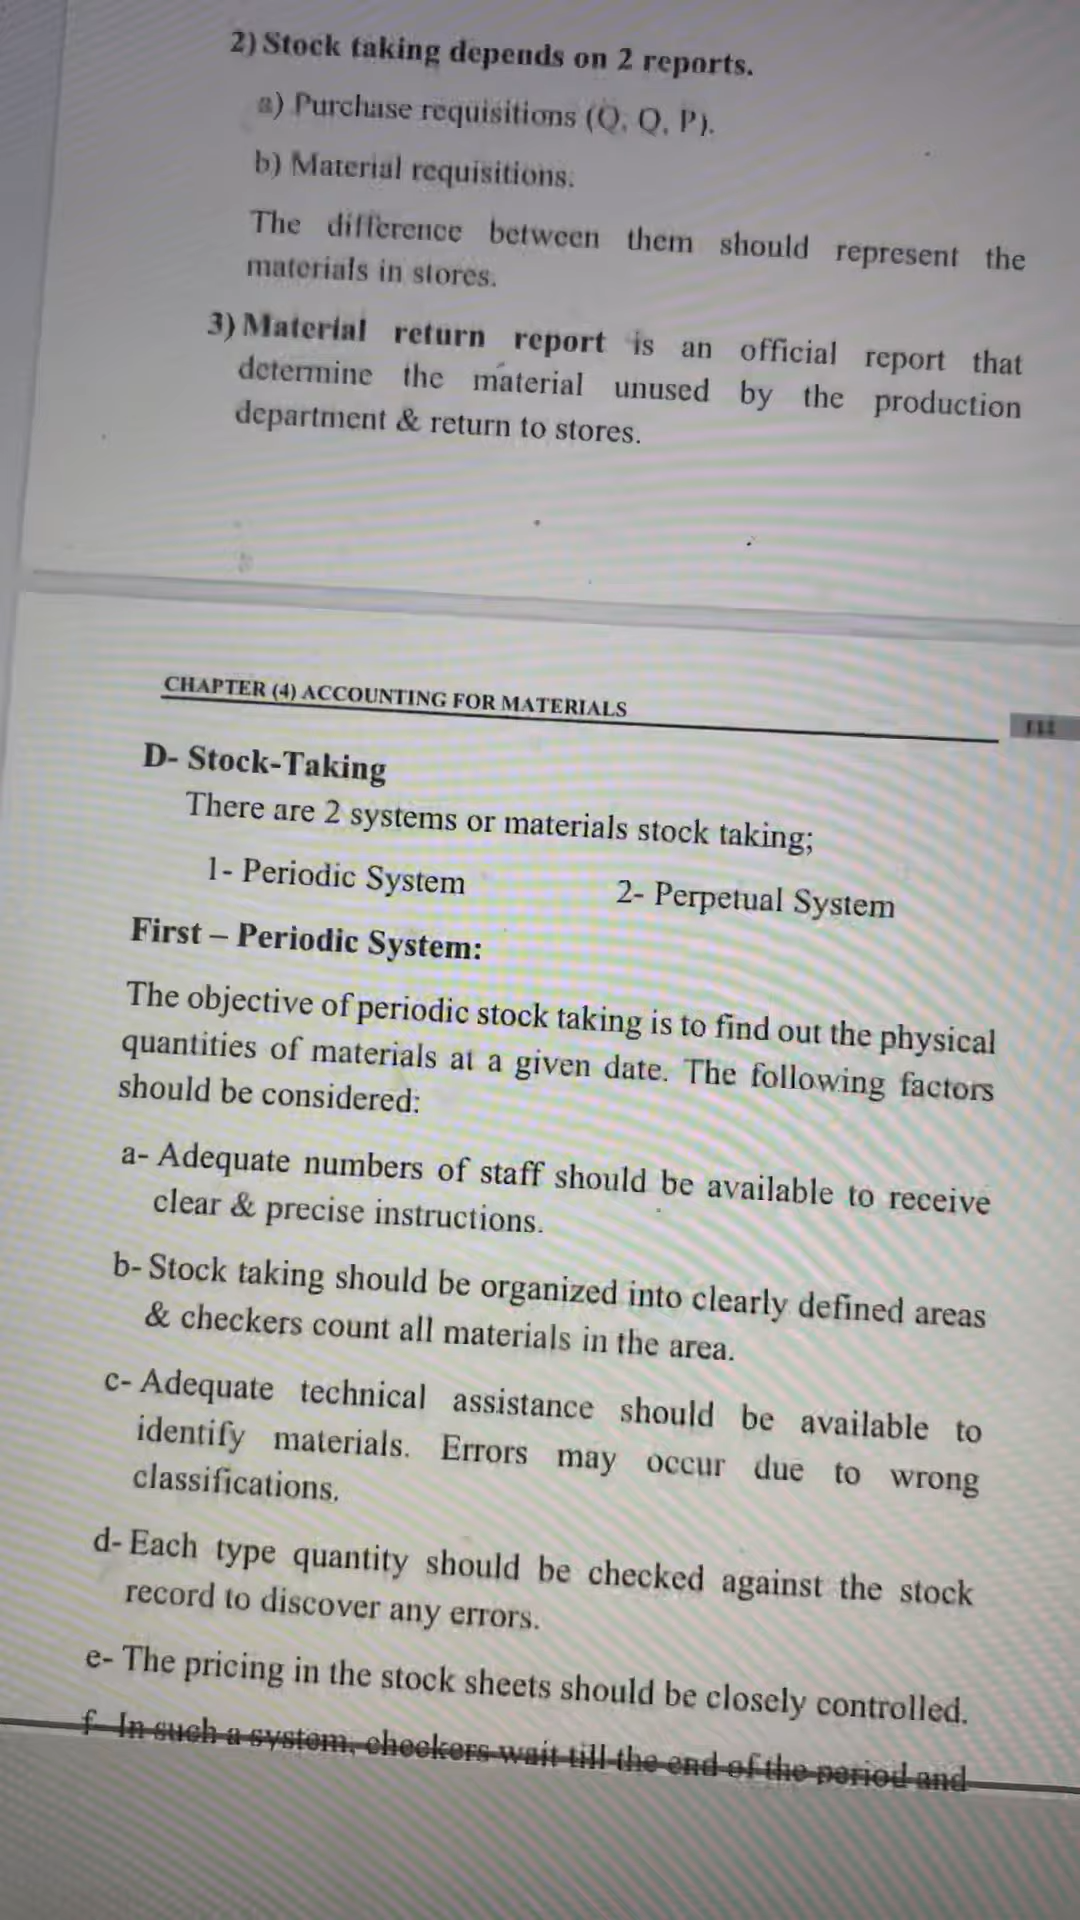 2) Stock taking depends on 2 reports.
a) Purchase requisitions (Q, Q, P).
b) Material requisitions.
The difference between them should represent the
materials in stores.
3) Material return report is an official report that
determine the material unused by the production
department & return to stores.
CHAPTER (4) ACCOUNTING FOR MATERIALS
D- Stock-Taking
There are 2 systems or materials stock taking;
1- Periodic System 2- Perpetual System
First – Periodic System:
The objective of periodic stock taking is to find out the physical
quantities of materials at a given date. The following factors
should be considered:
a- Adequate numbers of staff should be available to receive
clear & precise instructions.
b- Stock taking should be organized into clearly defined areas
& checkers count all materials in the area.
c- Adequate technical assistance should be available to
identify materials. Errors may occur due to wrong
classifications.
d- Each type quantity should be checked against the stock
record to discover any errors.
e- The pricing in the stock sheets should be closely controlled.
f- In such a system, checkers wait till the end of the period and